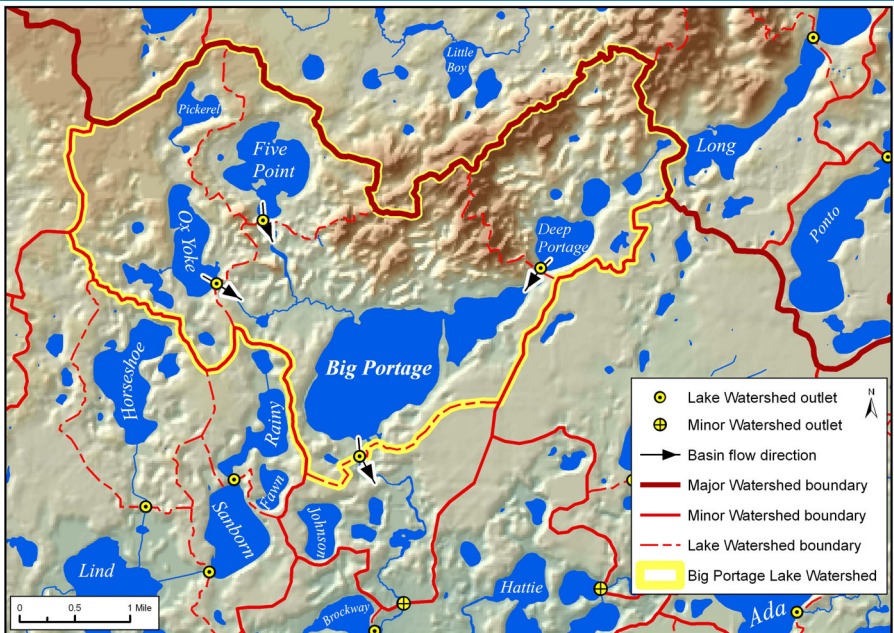 Little
Boy
Pickerel
Five
Point
Long
Ox Yoke
Deep
Portage
Ponto
Horseshoe
Big Portage
Rainy
Fawn
Sanborn
Johnson
Lind
Hattie
Brockway
Ada
0 0.5 1 Mile
N
Lake Watershed outlet
Minor Watershed outlet
Basin flow direction
Major Watershed boundary
Minor Watershed boundary
Lake Watershed boundary
Big Portage Lake Watershed